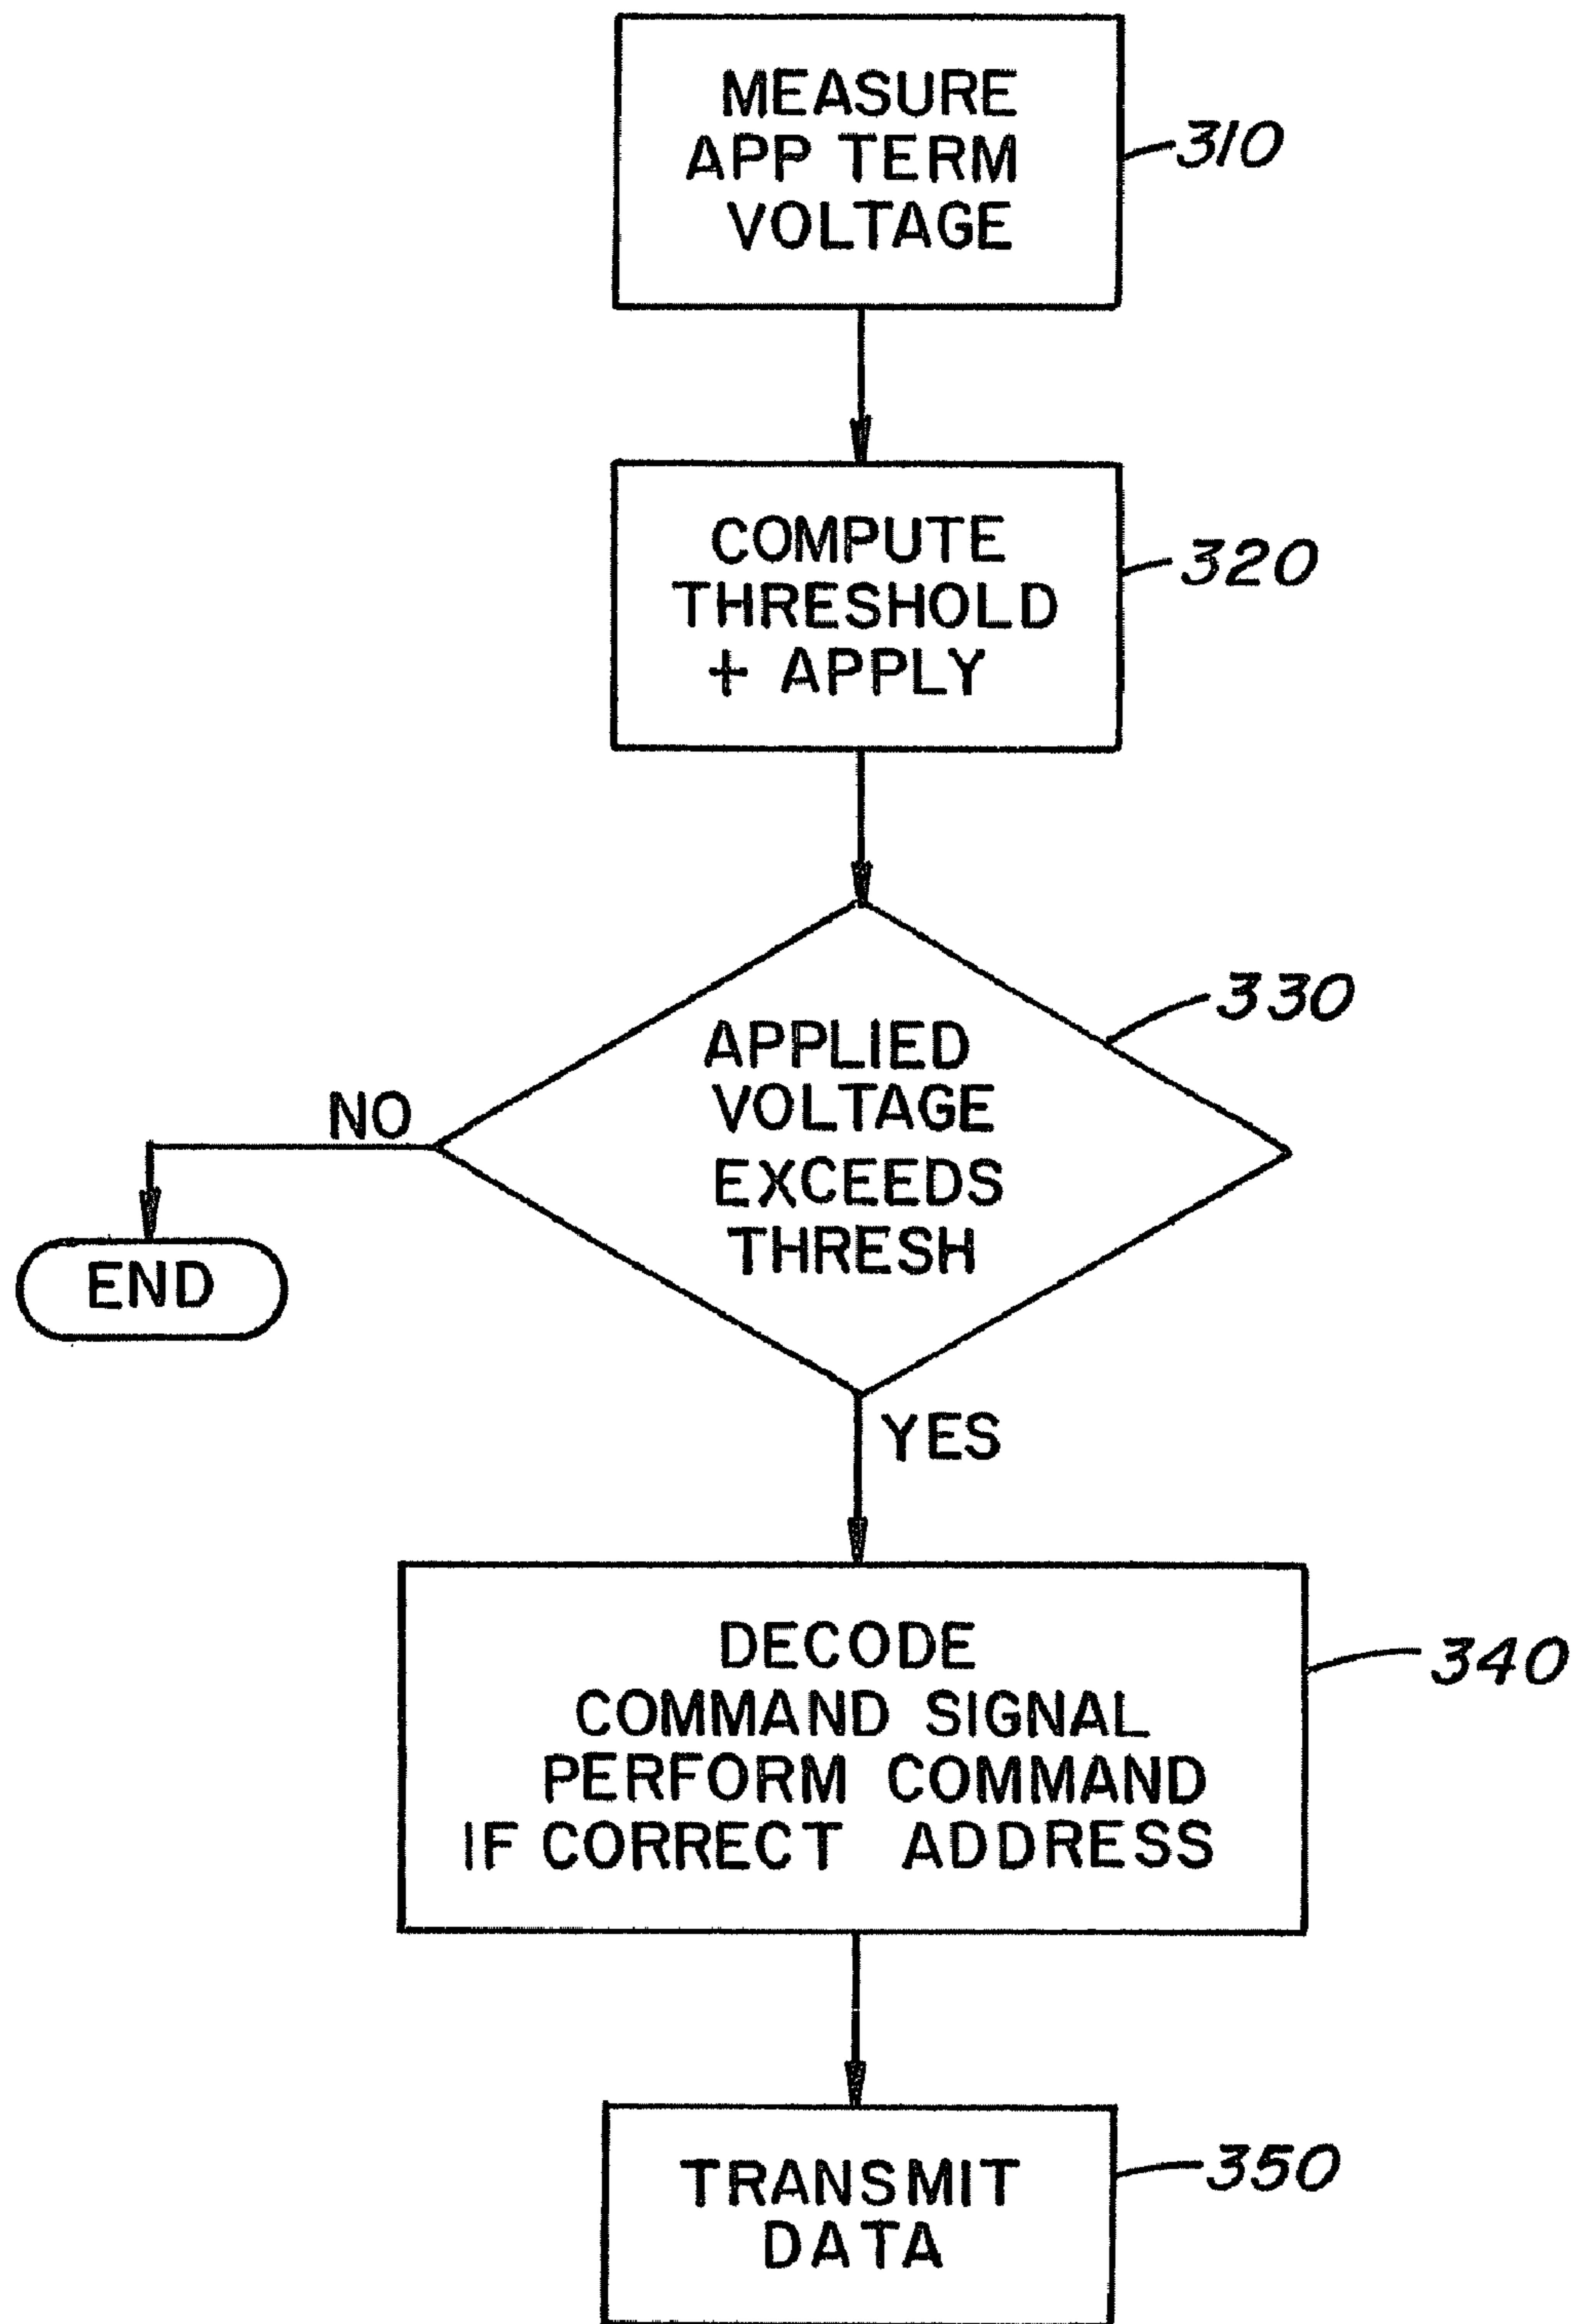 MEASURE
APP TERM
VOLTAGE
310
COMPUTE
THRESHOLD
+ APPLY
320
330
APPLIED
VOLTAGE
EXCEEDS
THRESH
NO
END
YES
DECODE
COMMAND SIGNAL
PERFORM COMMAND
IF CORRECT ADDRESS
340
TRANSMIT
DATA
350